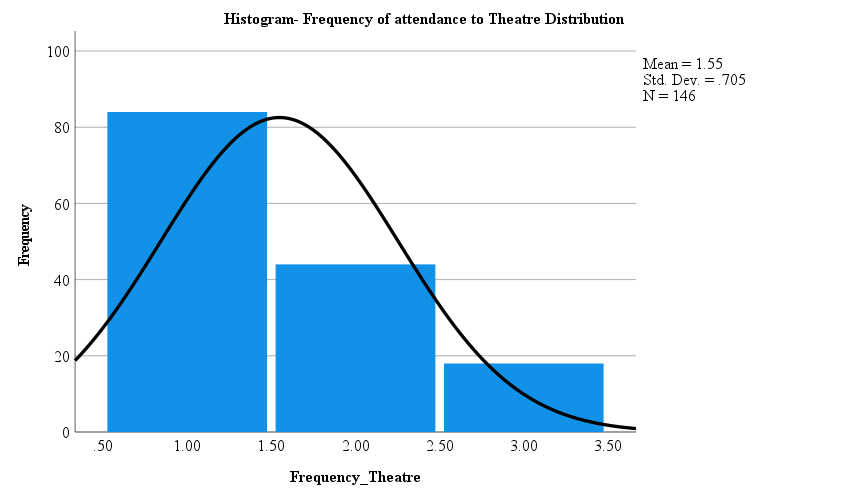 Histogram- Frequency of attendance to Theatre Distribution
Mean = 1.55
Std. Dev. = .705
N = 146
100
80
60
40
20
0
Frequency
.50 1.00 1.50 2.00 2.50 3.00 3.50
Frequency_Theatre